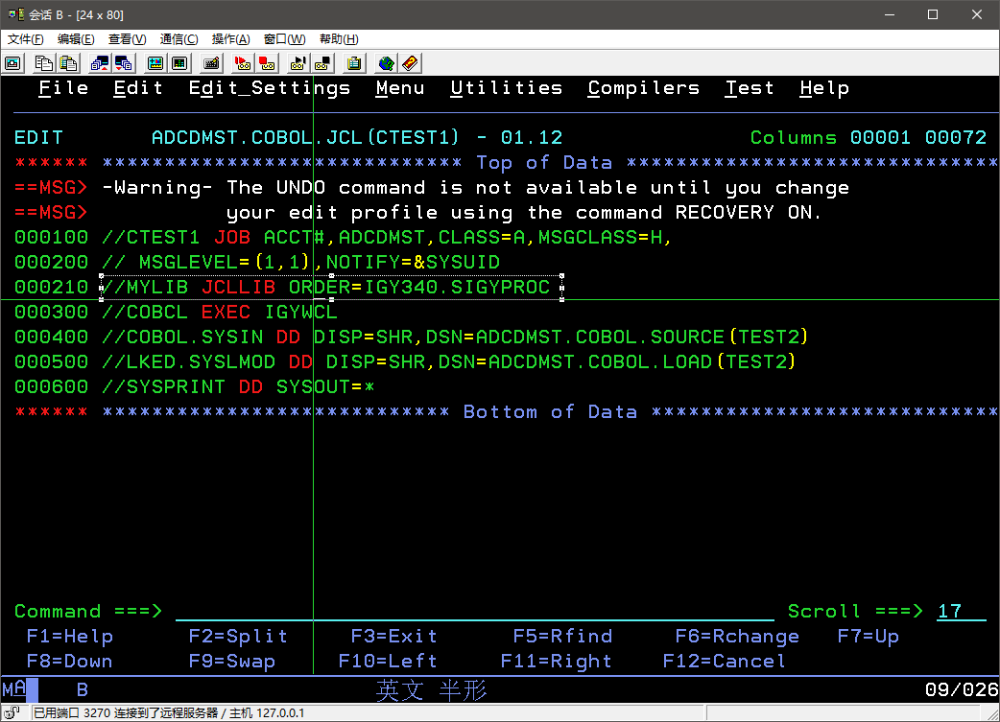 会话 B - [24 x 80]
文件(F) 编辑(E) 查看(V) 通信(C) 操作(A) 窗口(W) 帮助(H)
File Edit Edit_Settings Menu Utilities Compilers Test Help
EDIT ADCDMST.COBOL.JCL(CTEST1) - 01.12 Columns 00001 00072
****** ***************************** Top of Data ******************************
==MSG> -Warning- The UNDO command is not available until you change
==MSG> your edit profile using the command RECOVERY ON.
000100 //CTEST1 JOB ACCT#,ADCDMST,CLASS=A,MSGCLASS=H,
000200 // MSGLEVEL=(1,1),NOTIFY=&SYSUID
000210 //MYLIB JCLLIB ORDER=IGY340.SIGYPROC
000300 //COBCL EXEC IGYWCL
000400 //COBOL.SYSIN DD DISP=SHR,DSN=ADCDMST.COBOL.SOURCE(TEST2)
000500 //LKED.SYSLMOD DD DISP=SHR,DSN=ADCDMST.COBOL.LOAD(TEST2)
000600 //SYSPRINT DD SYSOUT=*
****** **************************** Bottom of Data ****************************
Command ===> Scroll ===> 17
F1=Help F2=Split F3=Exit F5=Rfind F6=Rchange F7=Up
F8=Down F9=Swap F10=Left F11=Right F12=Cancel
MA B 英文 半形 09/026
已用端口 3270 连接到了远程服务器 / 主机 127.0.0.1